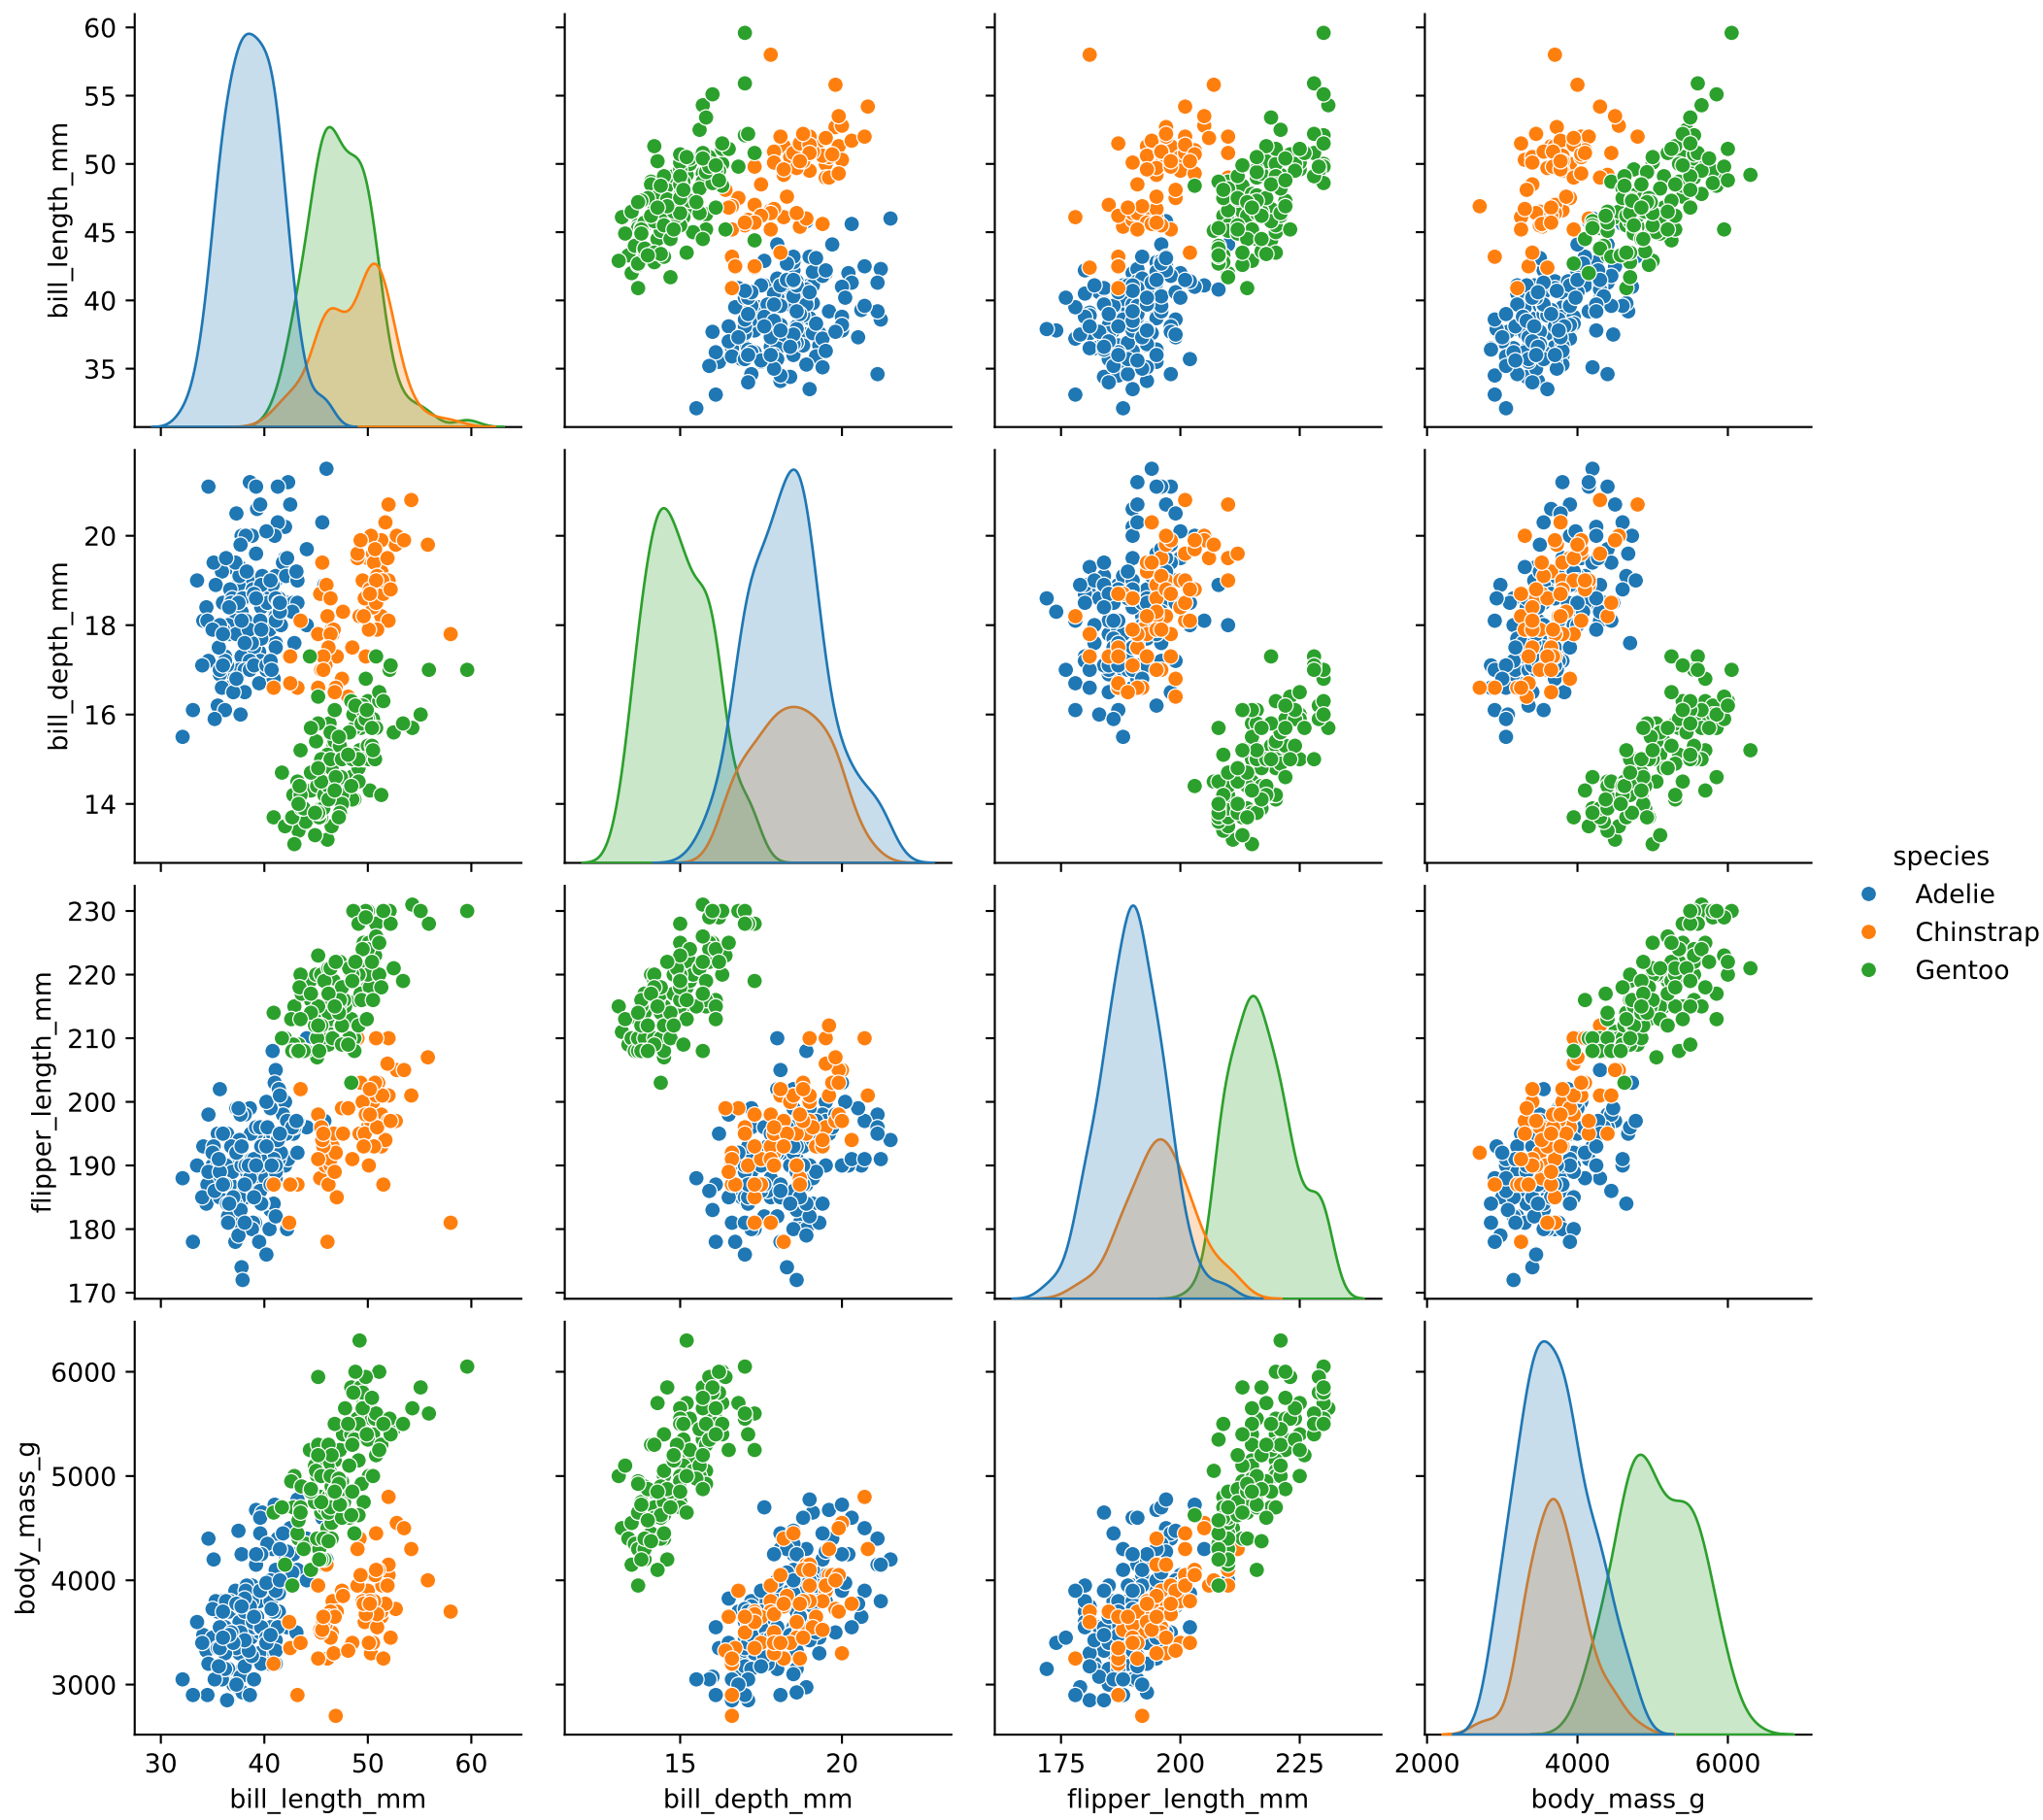 60
55
50
45
40
35
bill_length_mm
20
18
16
14
bill_depth_mm
species
Adelie
Chinstrap
Gentoo
230
220
210
200
190
180
170
flipper_length_mm
6000
5000
4000
3000
body_mass_g
30 40 50 60
15 20
175 200 225
2000 4000 6000
bill_length_mm
bill_depth_mm
flipper_length_mm
body_mass_g